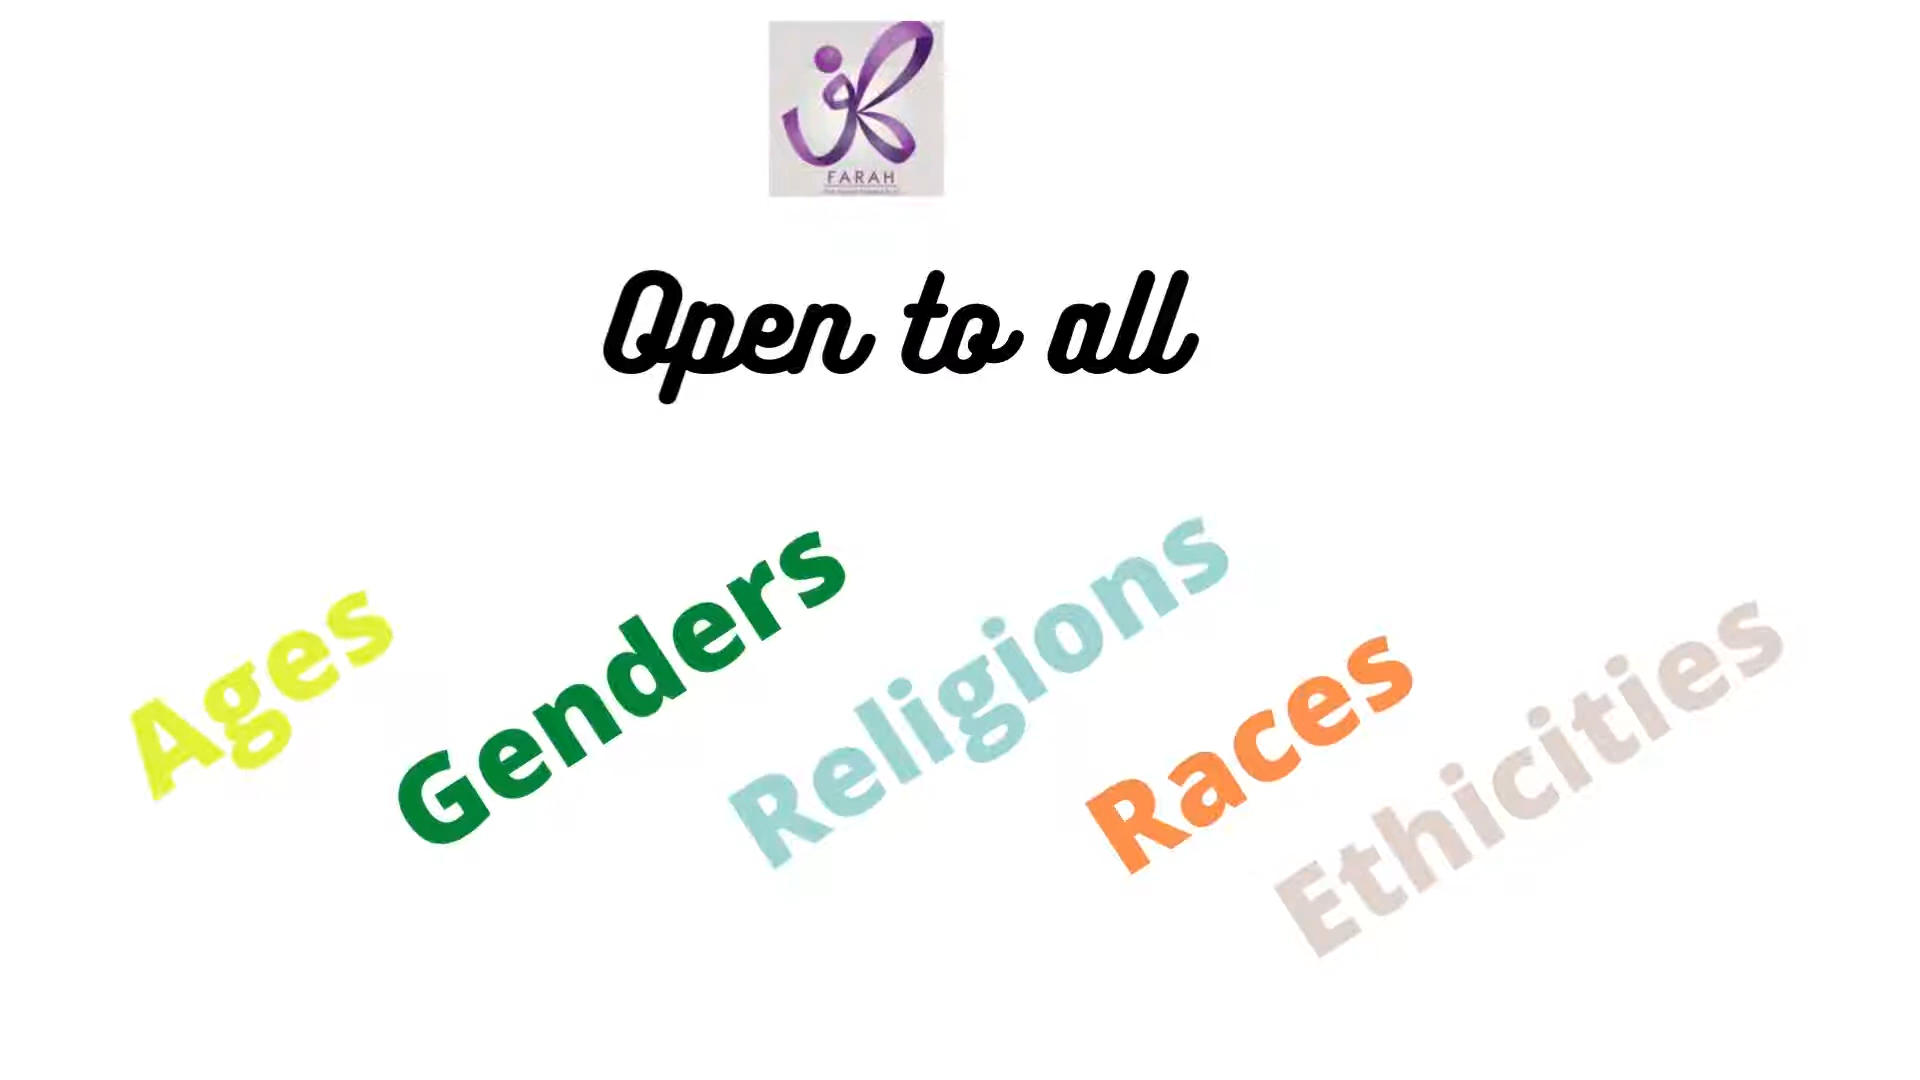 FARAH
Open to all
Ages
Genders
Religions
Races
Ethicities